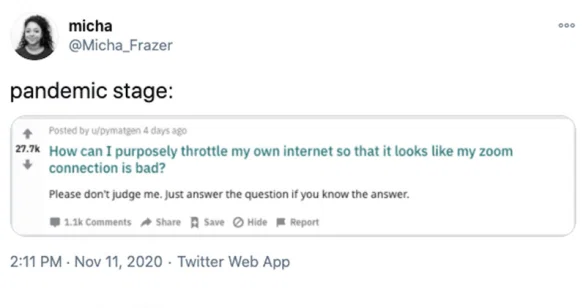 micha
@Micha_Frazer
pandemic stage:
Posted by u/pymatgen 4 days ago
27.7k
How can I purposely throttle my own internet so that it looks like my zoom
connection is bad?
Please don't judge me. Just answer the question if you know the answer.
1.1k Comments Share Save Hide Report
2:11 PM · Nov 11, 2020 · Twitter Web App